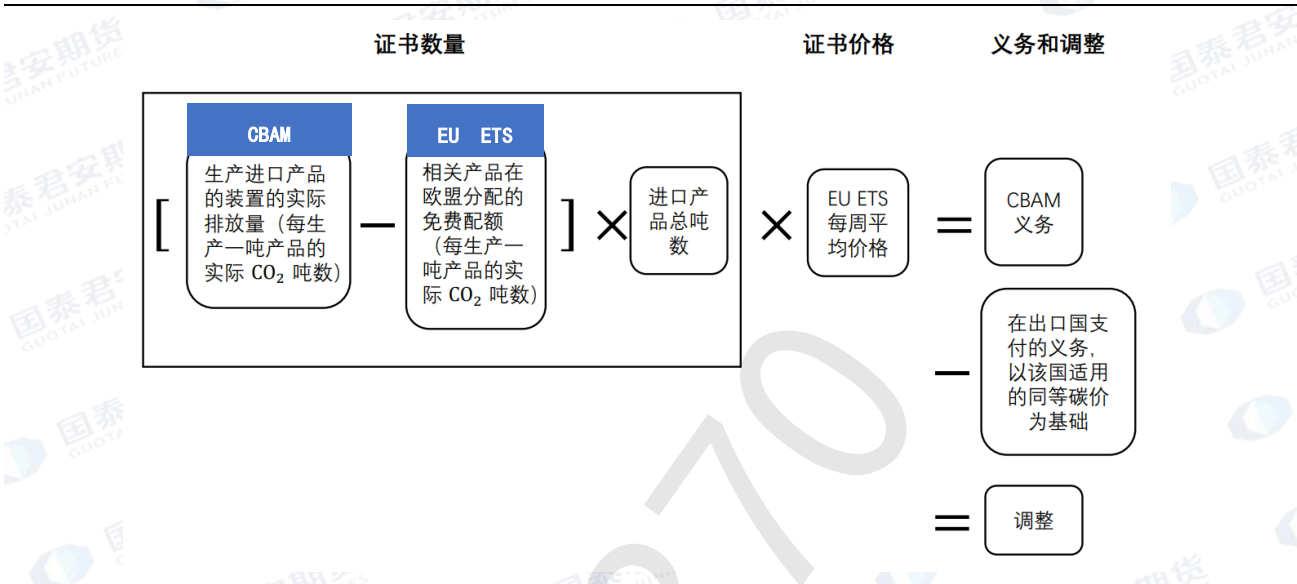 证书数量
证书价格
义务和调整
CBAM
生产进口产品
的装置的实际
排放量（每生
产一吨产品的
实际 CO₂ 吨数）
—
EU ETS
相关产品在
欧盟分配的
免费配额
（每生产一
吨产品的实
际 CO₂ 吨数）
×
进口产
品总吨
数
×
EU ETS
每周平
均价格
=
CBAM
义务
—
在出口国支
付的义务，
以该国适用
的同等碳价
为基础
=
调整
国泰君安期货
GUOTAI JUNAN FUTURES
70